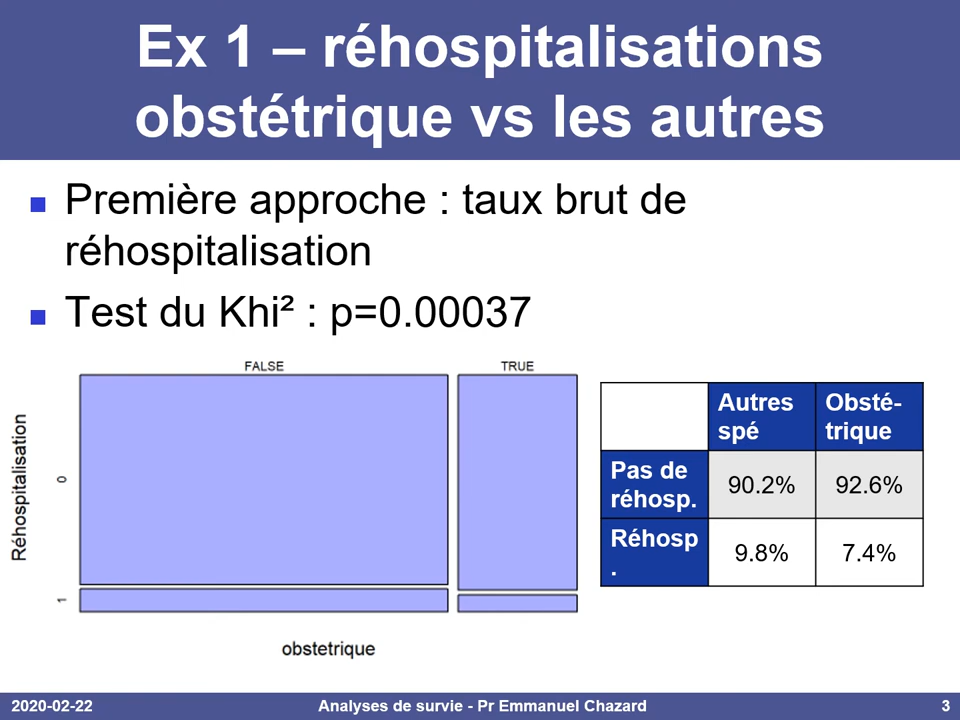 Ex 1 – réhospitalisations
obstétrique vs les autres
Première approche : taux brut de
réhospitalisation
Test du Khi² : p=0.00037
FALSE
TRUE
Réhospitalisation
0
1
obstetrique
Autres
spé
Obsté-
trique
Pas de
réhosp.
90.2%
92.6%
Réhosp
.
9.8%
7.4%
2020-02-22
Analyses de survie - Pr Emmanuel Chazard
3